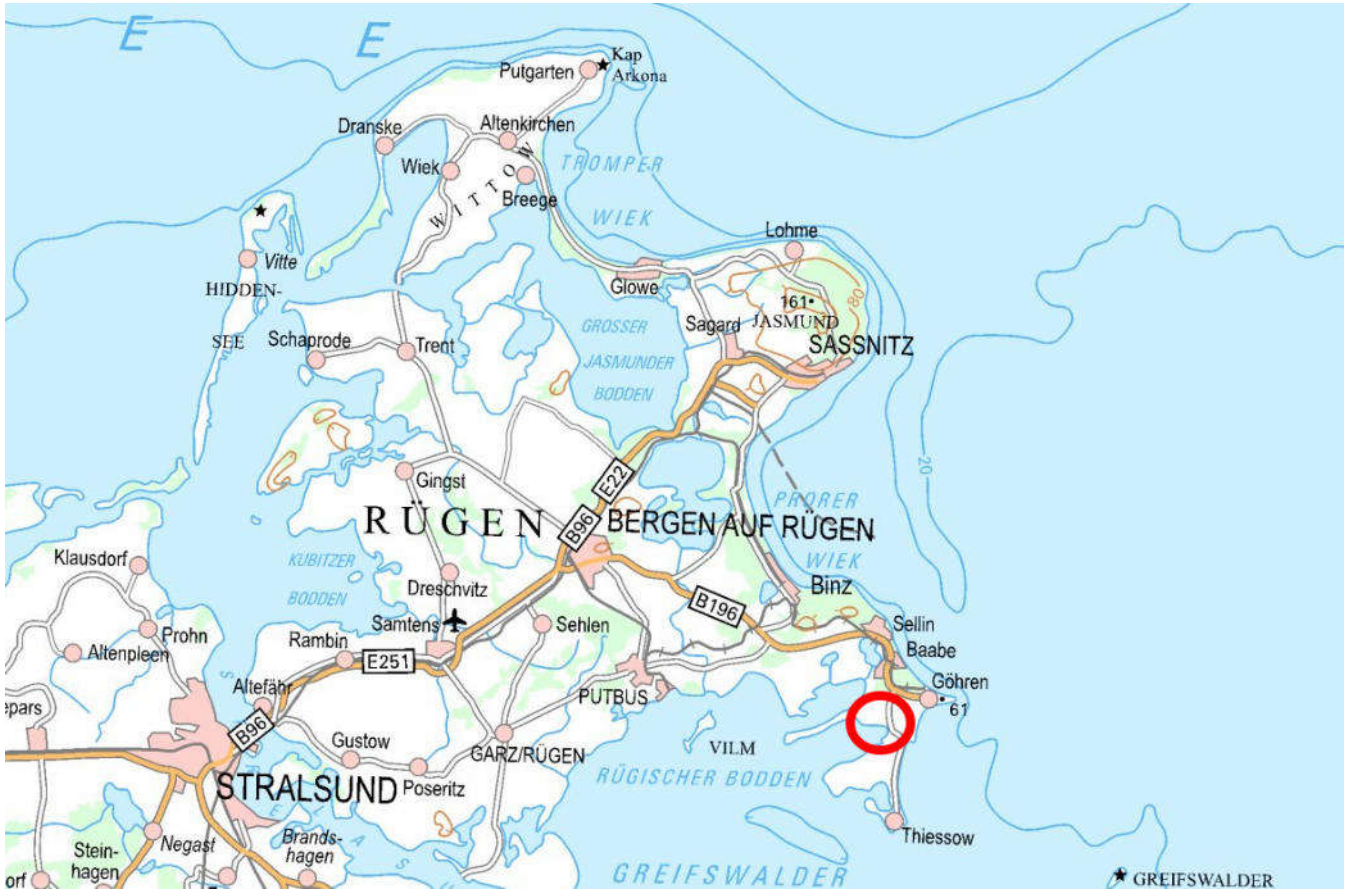 E E
Kap
Arkona
Putgarten
Dranske
Altenkirchen
Wiek
WITTOW
Breege
TROMPER
WIEK
Lohme
Vitte
HIDDEN-
SEE
Glowe
161
80
JASMUND
Sagard
SASSNITZ
GROSSER
JASMUNDER
BODDEN
Schaprode
Trent
20
Gingst
E22
PRORER
WIEK
RÜGEN
B96
BERGEN AUF RÜGEN
Klausdorf
KUBITZER
BODDEN
Dreschvitz
Binz
B196
Prohn
Samtens
Sehlen
Sellin
Altenpleen
Rambin
E251
Baabe
Göhren
61
Altefähr
PUTBUS
epars
B96
Gustow
GARZ/RÜGEN
VILM
Poseritz
RÜGISCHER BODDEN
STRALSUND
Thiessow
Negast
Brands-
hagen
Stein-
hagen
orf
GREIFSWALDER
GREIFSWALDER